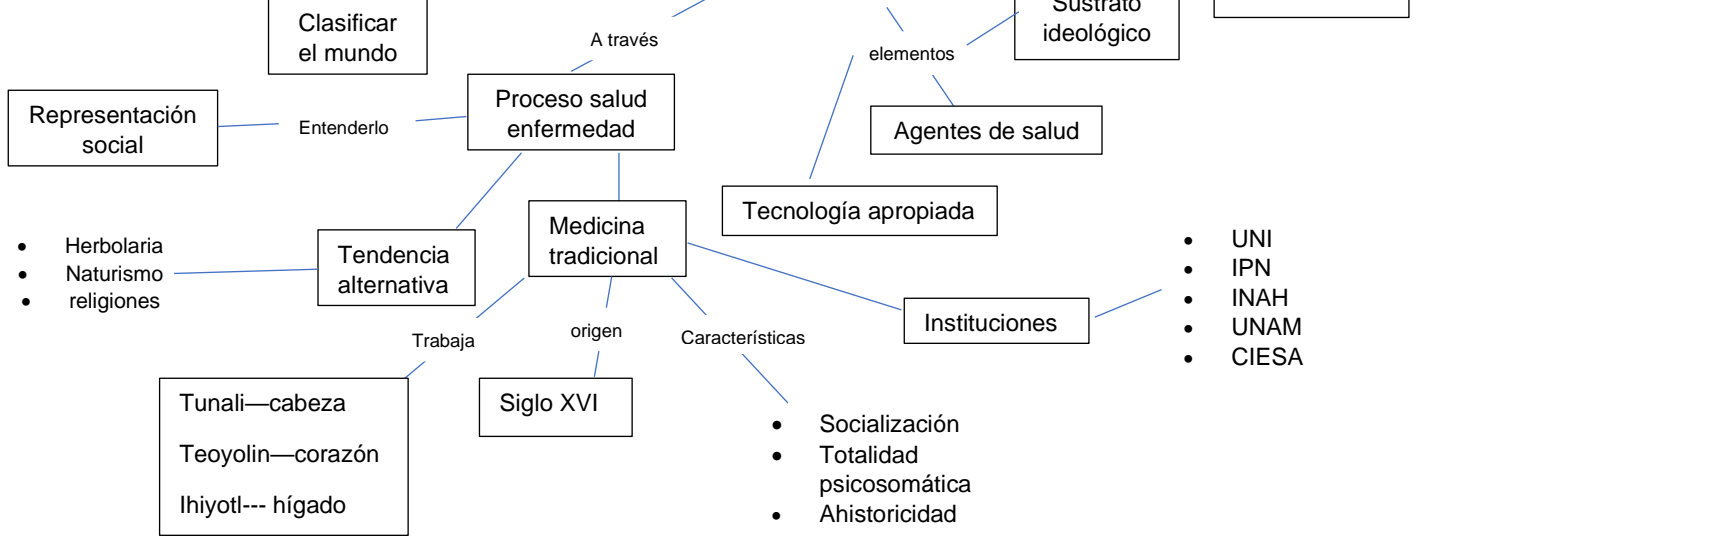 Clasificar
el mundo
A través
Sustrato
ideológico
elementos
Representación
social
Entenderlo
Proceso salud
enfermedad
Agentes de salud
Tecnología apropiada
Medicina
tradicional
Herbolaria
Naturismo
religiones
Tendencia
alternativa
Instituciones
UNI
IPN
INAH
UNAM
CIESA
Trabaja
origen
Características
Tunali—cabeza
Teoyolin—corazón
Ihiyotl--- hígado
Siglo XVI
Socialización
Totalidad
psicosomática
Ahistoricidad